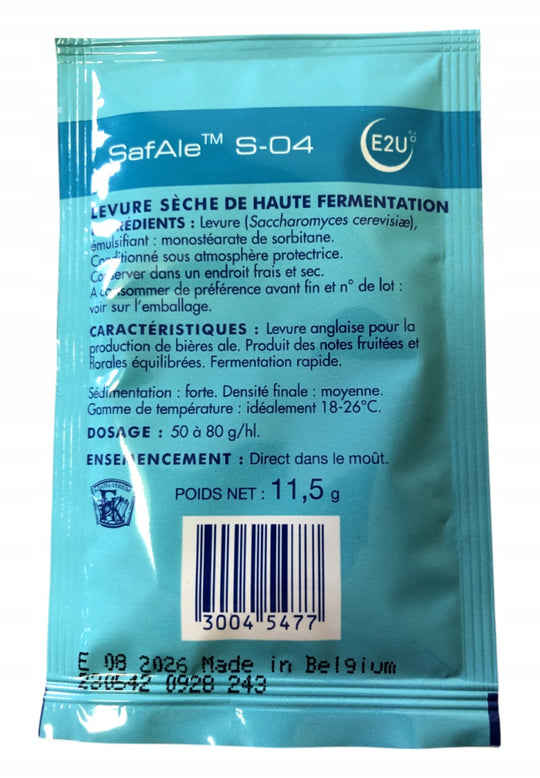 SafAle™ S-04
E2U
LEVURE SÈCHE DE HAUTE FERMENTATION
INGRÉDIENTS : Levure (Saccharomyces cerevisiæ),
émulsifiant : monostéarate de sorbitane.
Conditionné sous atmosphère protectrice.
Conserver dans un endroit frais et sec.
A consommer de préférence avant fin et n° de lot :
voir sur l'emballage.
CARACTÉRISTIQUES : Levure anglaise pour la
production de bières ale. Produit des notes fruitées et
florales équilibrées. Fermentation rapide.
Sédimentation : forte. Densité finale : moyenne.
Gamme de température : idéalement 18-26°C.
DOSAGE : 50 à 80 g/hl.
ENSEMENCEMENT : Direct dans le moût.
POIDS NET : 11,5 g
3004 5477
E 08 2026 Made in Belgium
0928 243